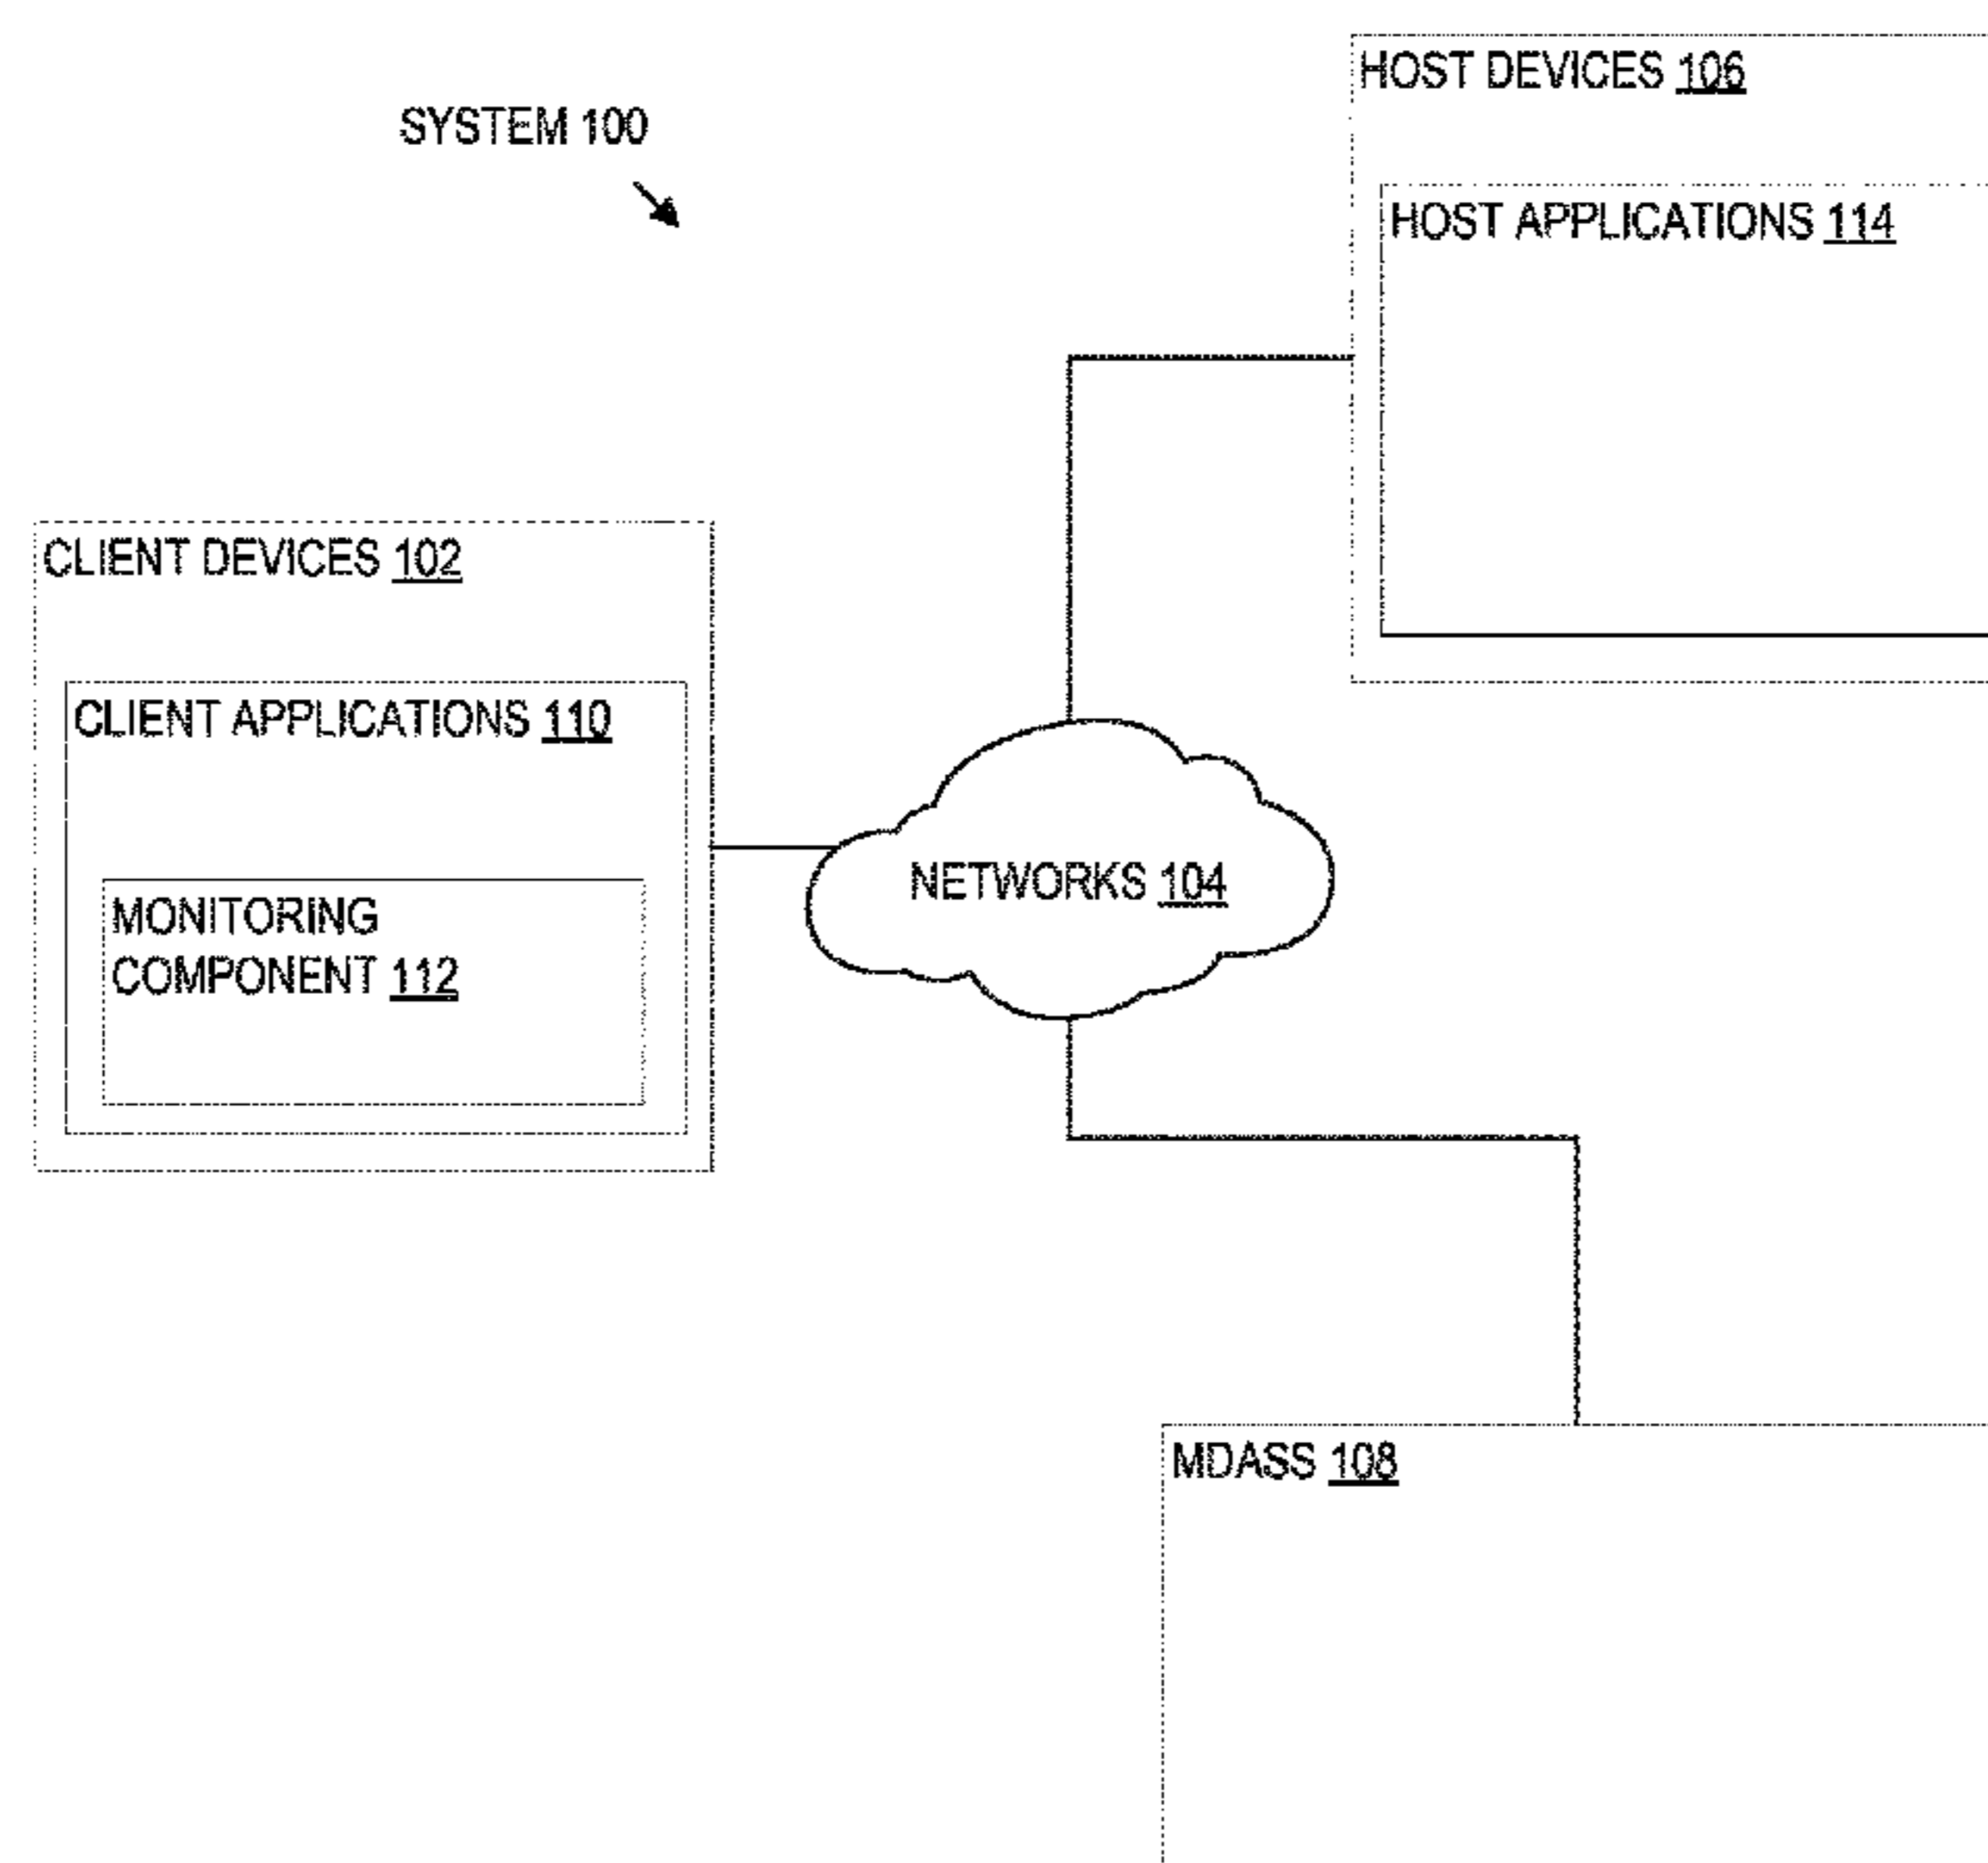 HOST DEVICES 106
SYSTEM 100
HOST APPLICATIONS 114
CLIENT DEVICES 102
CLIENT APPLICATIONS 110
NETWORKS 104
MONITORING
COMPONENT 112
MDASS 108